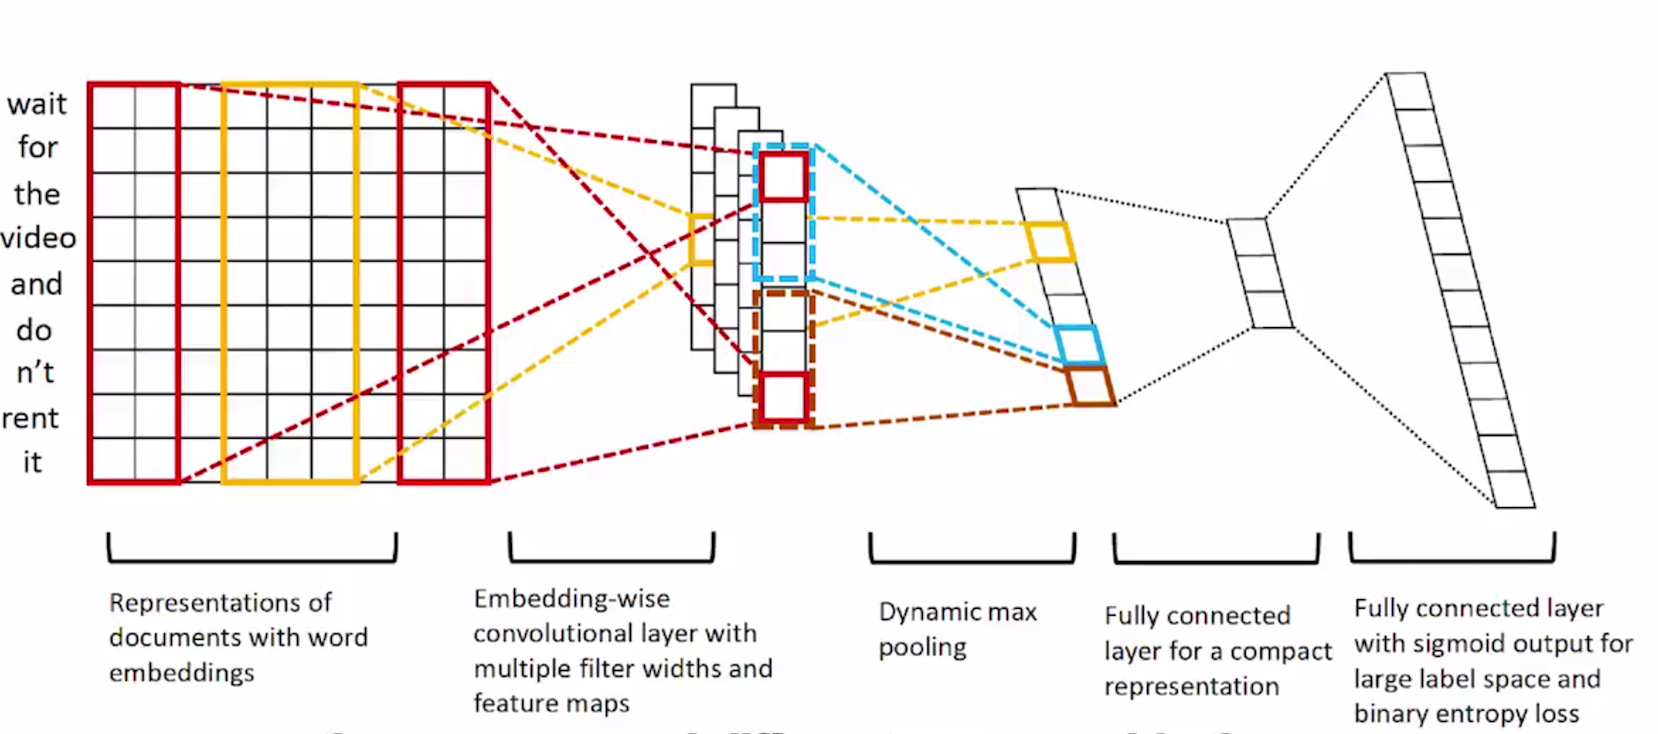 wait
for
the
video
and
do
n't
rent
it
Representations of
documents with word
embeddings
Embedding-wise
convolutional layer with
multiple filter widths and
feature maps
Dynamic max
pooling
Fully connected
layer for a compact
representation
Fully connected layer
with sigmoid output for
large label space and
binary entropy loss